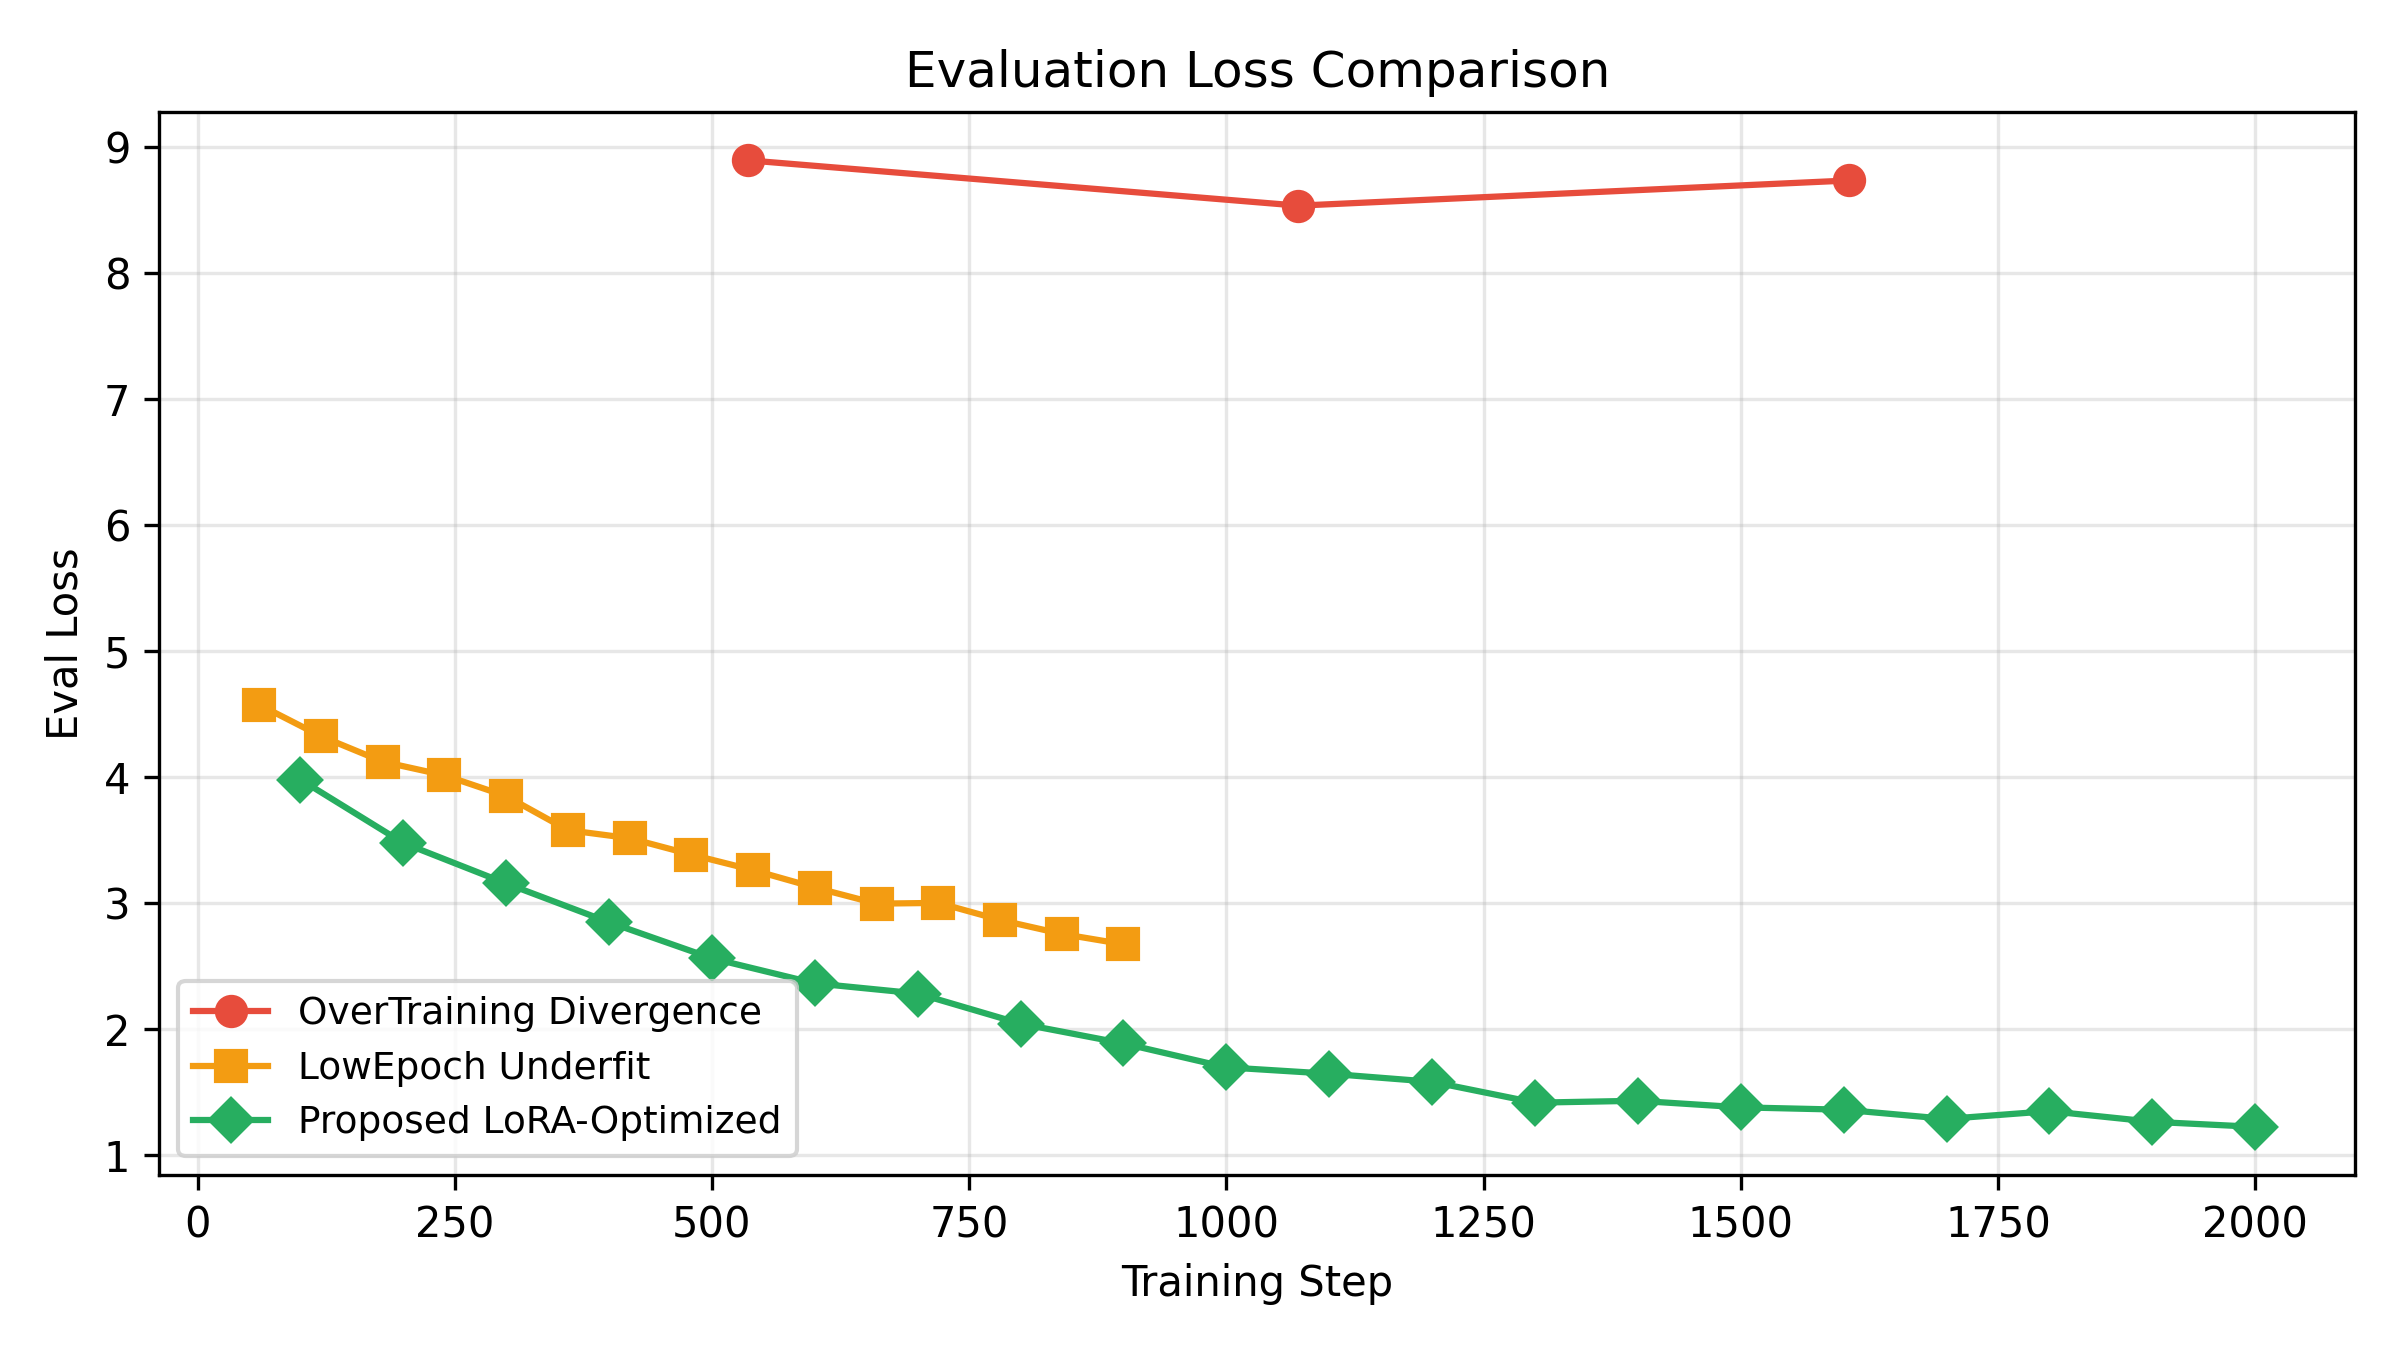 Evaluation Loss Comparison
Eval Loss
9
8
7
6
5
4
3
2
1
OverTraining Divergence
LowEpoch Underfit
Proposed LoRA-Optimized
0 250 500 750 1000 1250 1500 1750 2000
Training Step